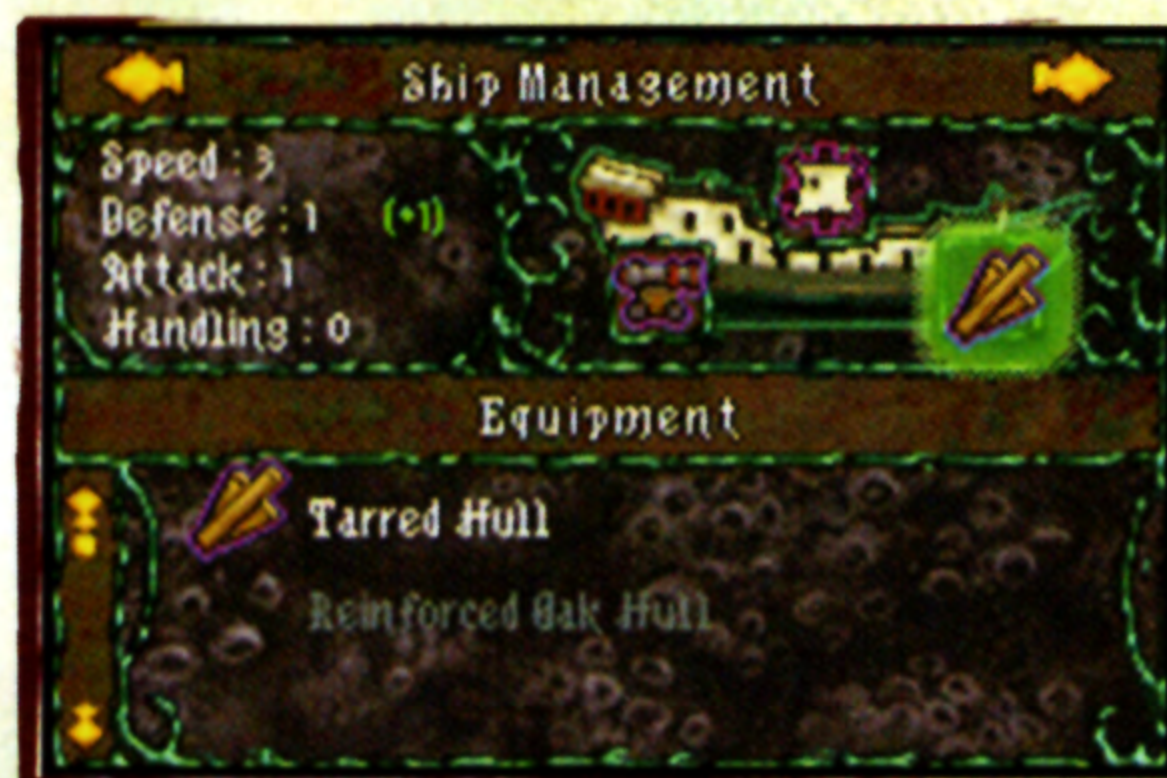 Ship Management
Speed : 3
Defense : 1 (+1)
Attack : 1
Handling : 0
Equipment
Tarred Hull
Reinforced Oak Hull